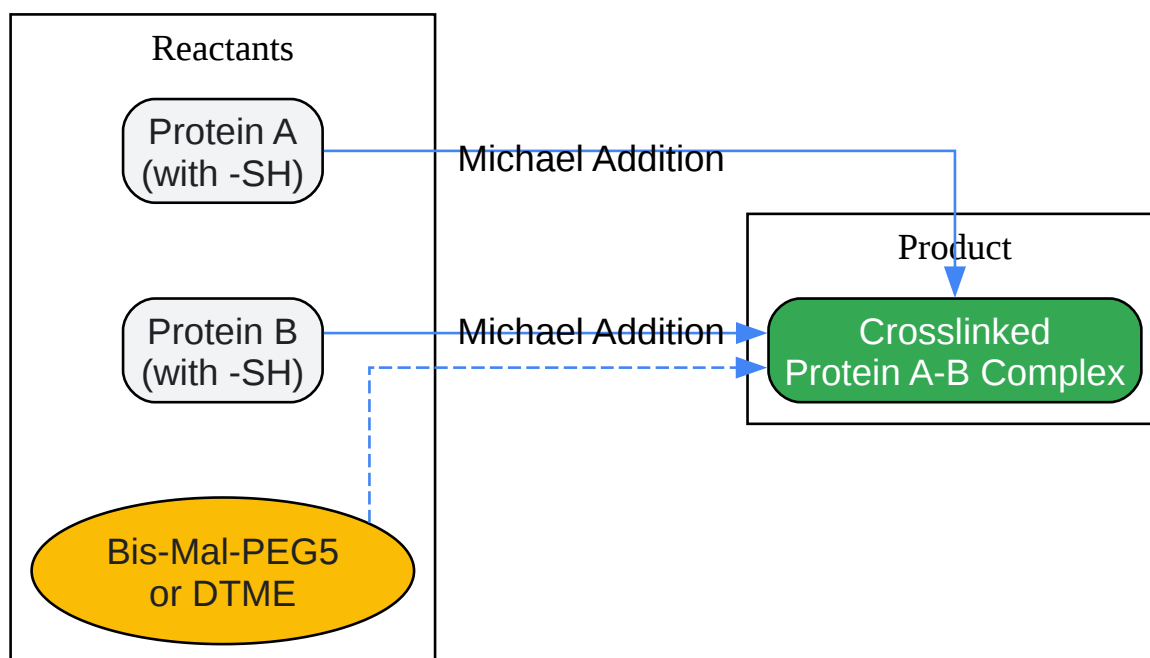 Reactants
Protein A
(with -SH)
Michael Addition
Product
Protein B
(with -SH)
Michael Addition
Crosslinked
Protein A-B Complex
Bis-Mal-PEG5
or DTME